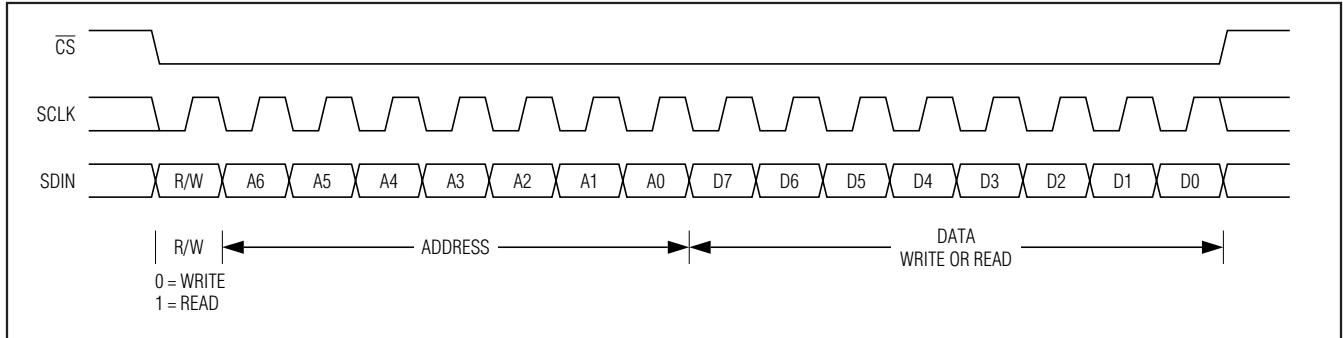 CS
SCLK
SDIN R/W A6 A5 A4 A3 A2 A1 A0 D7 D6 D5 D4 D3 D2 D1 D0
R/W ADDRESS DATA
WRITE OR READ
0 = WRITE
1 = READ